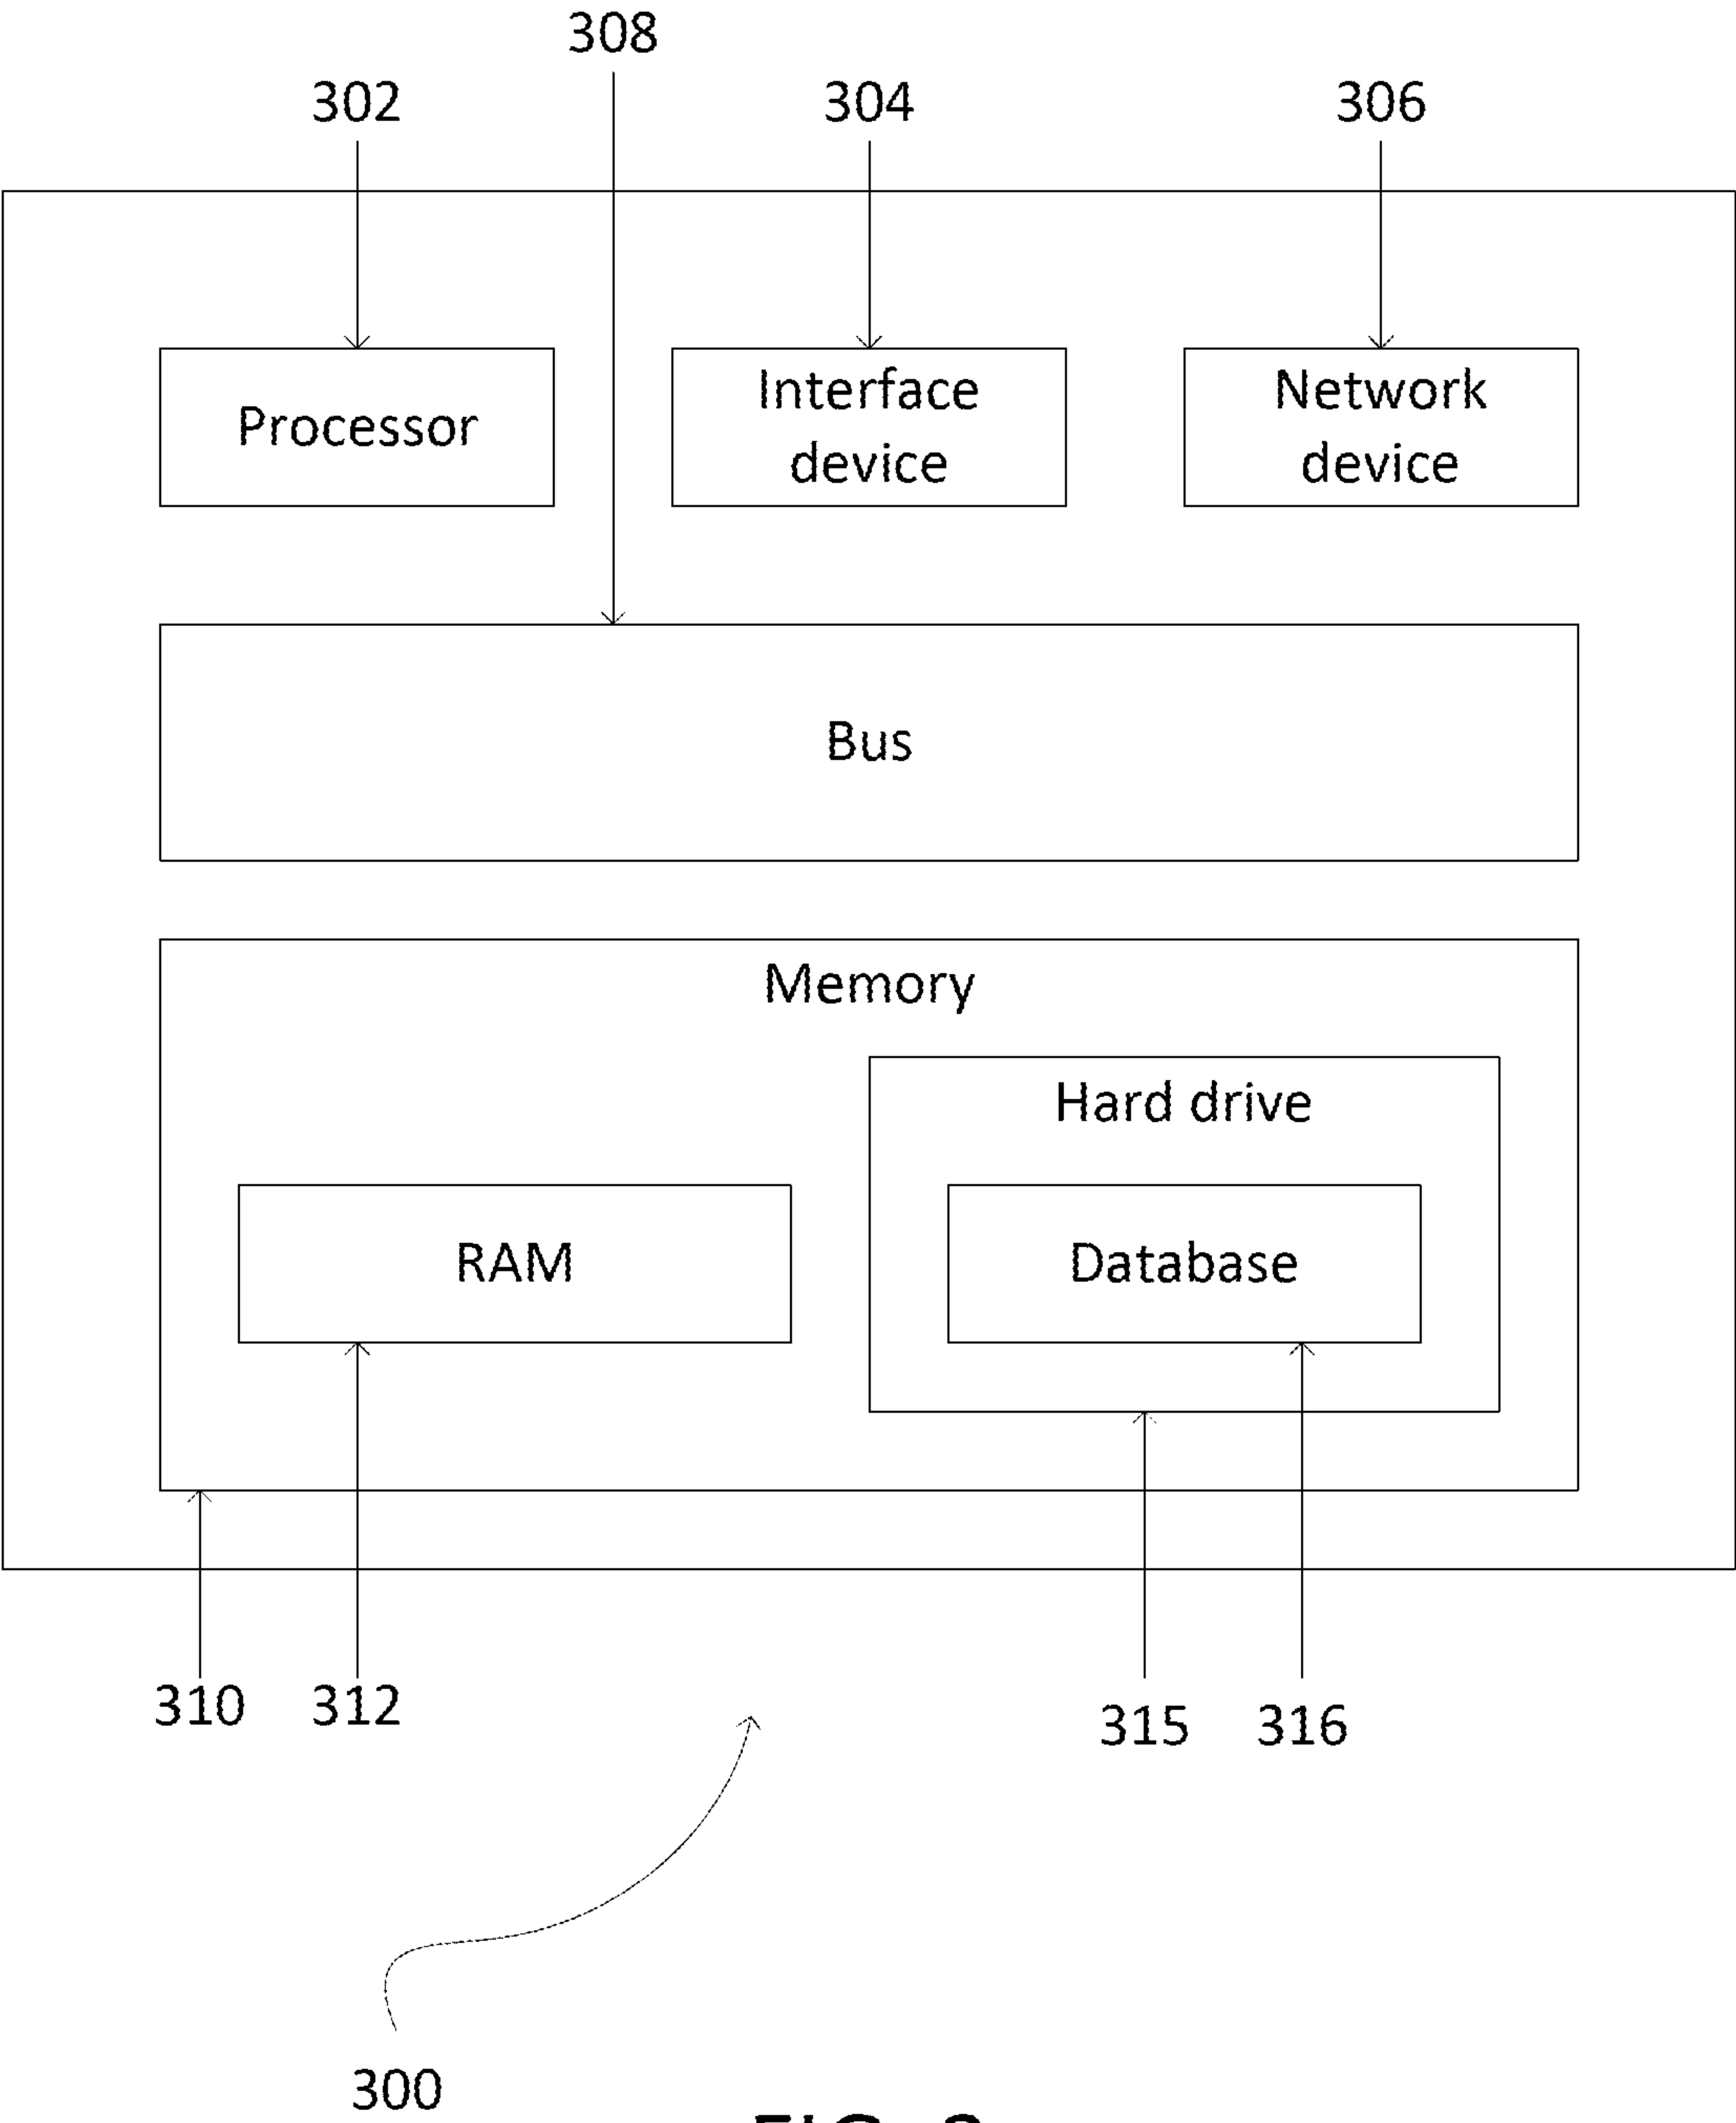 308
302
304
306
Processor
Interface
device
Network
device
Bus
Memory
Hard drive
RAM
Database
310
312
315
316
300